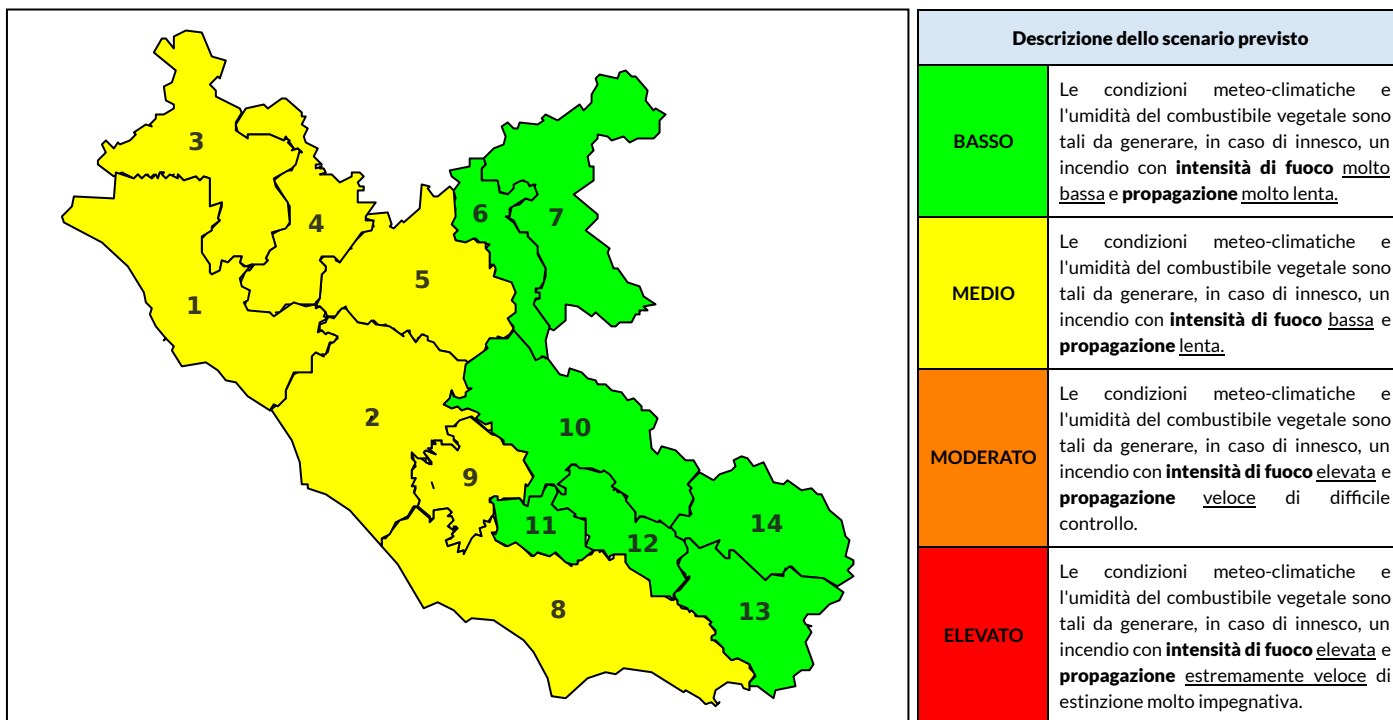 3
4
6
7
5
1
2
10
9
11
14
12
8
13
Descrizione dello scenario previsto
BASSO
Le condizioni meteo-climatiche e
l'umidità del combustibile vegetale sono
tali da generare, in caso di innesco, un
incendio con intensità di fuoco molto
bassa e propagazione molto lenta.
MEDIO
Le condizioni meteo-climatiche e
l'umidità del combustibile vegetale sono
tali da generare, in caso di innesco, un
incendio con intensità di fuoco bassa e
propagazione lenta.
MODERATO
Le condizioni meteo-climatiche e
l'umidità del combustibile vegetale sono
tali da generare, in caso di innesco, un
incendio con intensità di fuoco elevata e
propagazione veloce di difficile
controllo.
ELEVATO
Le condizioni meteo-climatiche e
l'umidità del combustibile vegetale sono
tali da generare, in caso di innesco, un
incendio con intensità di fuoco elevata e
propagazione estremamente veloce di
estinzione molto impegnativa.